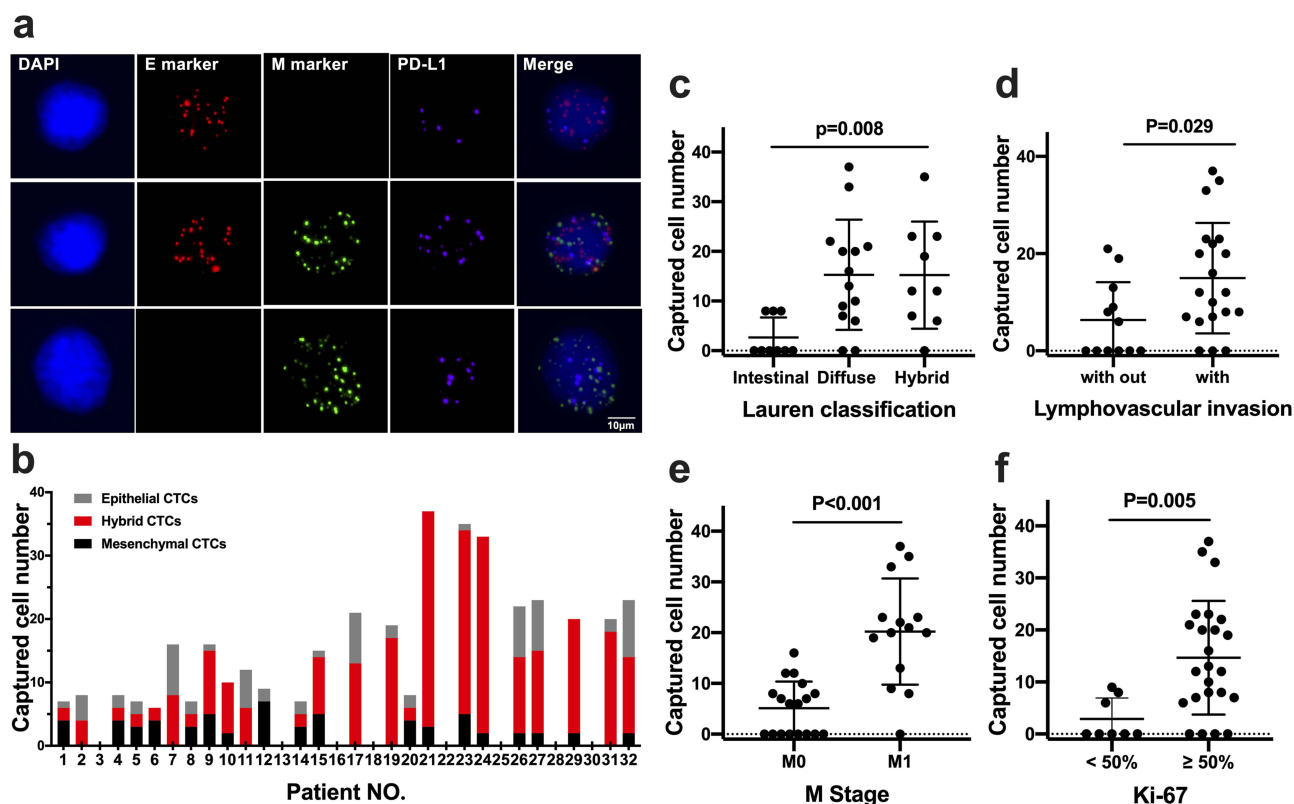 a
DAPI E marker M marker PD-L1 Merge
10μm
b
Captured cell number
40
30
20
10
0
Epithelial CTCs
Hybrid CTCs
Mesenchymal CTCs
1 2 3 4 5 6 7 8 9 10 11 12 13 14 15 16 17 18 19 20 21 22 23 24 25 26 27 28 29 30 31 32
Patient NO.
c
Captured cell number
40
30
20
10
0
p=0.008
Intestinal Diffuse Hybrid
Lauren classification
d
Captured cell number
40
20
0
P=0.029
with out with
Lymphovascular invasion
e
Captured cell number
40
30
20
10
0
P<0.001
M0 M1
M Stage
f
Captured cell number
40
30
20
10
0
P=0.005
< 50% ≥ 50%
Ki-67